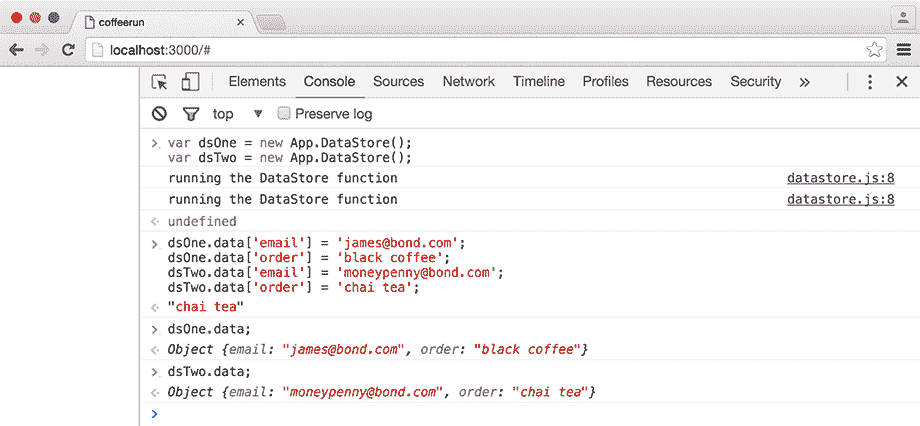 coffeerun
localhost:3000/#
Elements Console Sources Network Timeline Profiles Resources Security »
top Preserve log
> var dsOne = new App.DataStore();
var dsTwo = new App.DataStore();
running the DataStore function datastore.js:8
running the DataStore function datastore.js:8
undefined
> dsOne.data['email'] = 'james@bond.com';
dsOne.data['order'] = 'black coffee';
dsTwo.data['email'] = 'moneypenny@bond.com';
dsTwo.data['order'] = 'chai tea';
"chai tea"
> dsOne.data;
Object {email: "james@bond.com", order: "black coffee"}
> dsTwo.data;
Object {email: "moneypenny@bond.com", order: "chai tea"}
>